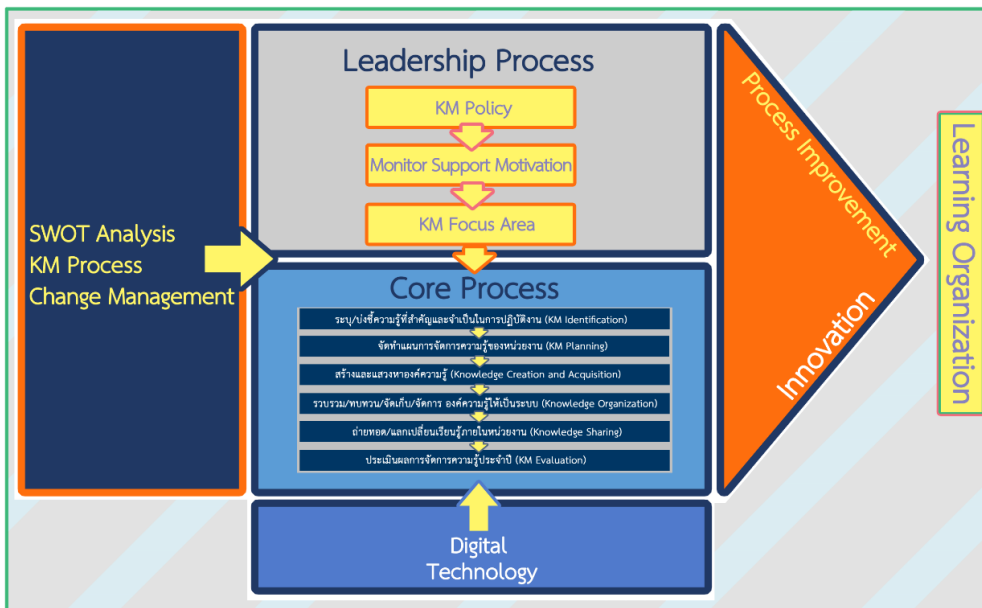 SWOT Analysis
KM Process
Change Management
Leadership Process
KM Policy
Monitor Support Motivation
KM Focus Area
Core Process
ระบุ/บ่งชี้ความรู้ที่สำคัญและจำเป็นในการปฏิบัติงาน (KM Identification)
จัดทำแผนการจัดการความรู้ของหน่วยงาน (KM Planning)
สร้างและแสวงหาองค์ความรู้ (Knowledge Creation and Acquisition)
รวบรวม/ทบทวน/จัดเก็บ/จัดการ องค์ความรู้ให้เป็นระบบ (Knowledge Organization)
ถ่ายทอด/แลกเปลี่ยนเรียนรู้ภายในหน่วยงาน (Knowledge Sharing)
ประเมินผลการจัดการความรู้ประจำปี (KM Evaluation)
Digital
Technology
Process Improvement
Innovation
Learning Organization